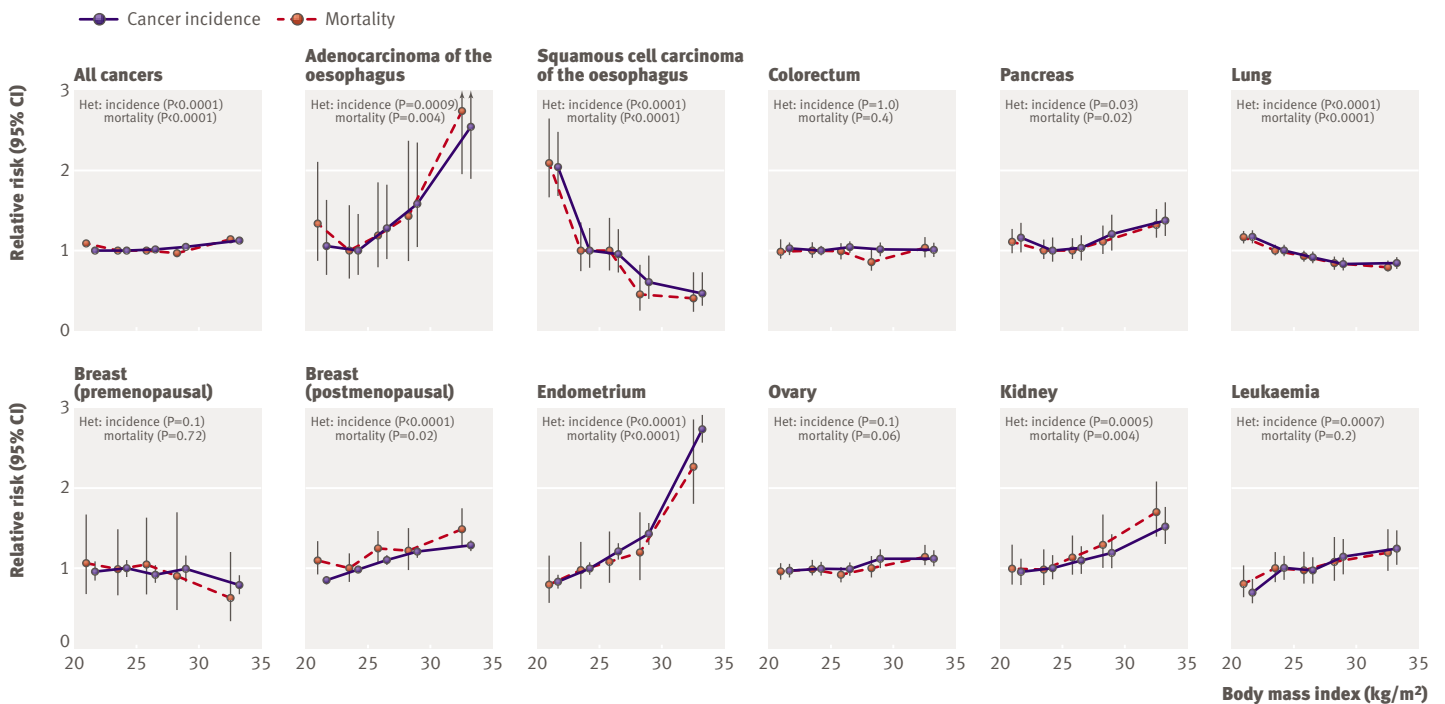 Cancer incidence Mortality
All cancers
Adenocarcinoma of the
oesophagus
Squamous cell carcinoma
of the oesophagus
Colorectum
Pancreas
Lung
Relative risk (95% CI)
3
2
1
0
Het: incidence (P<0.0001)
mortality (P<0.0001)
Het: incidence (P=0.0009)
mortality (P=0.004)
Het: incidence (P<0.0001)
mortality (P<0.0001)
Het: incidence (P=1.0)
mortality (P=0.4)
Het: incidence (P=0.03)
mortality (P=0.02)
Het: incidence (P<0.0001)
mortality (P<0.0001)
Breast
(premenopausal)
Breast
(postmenopausal)
Endometrium
Ovary
Kidney
Leukaemia
Relative risk (95% CI)
3
2
1
0
Het: incidence (P=0.1)
mortality (P=0.72)
Het: incidence (P<0.0001)
mortality (P=0.02)
Het: incidence (P<0.0001)
mortality (P<0.0001)
Het: incidence (P=0.1)
mortality (P=0.06)
Het: incidence (P=0.0005)
mortality (P=0.004)
Het: incidence (P=0.0007)
mortality (P=0.2)
20 25 30 35
20 25 30 35
20 25 30 35
20 25 30 35
20 25 30 35
20 25 30 35
Body mass index (kg/m²)